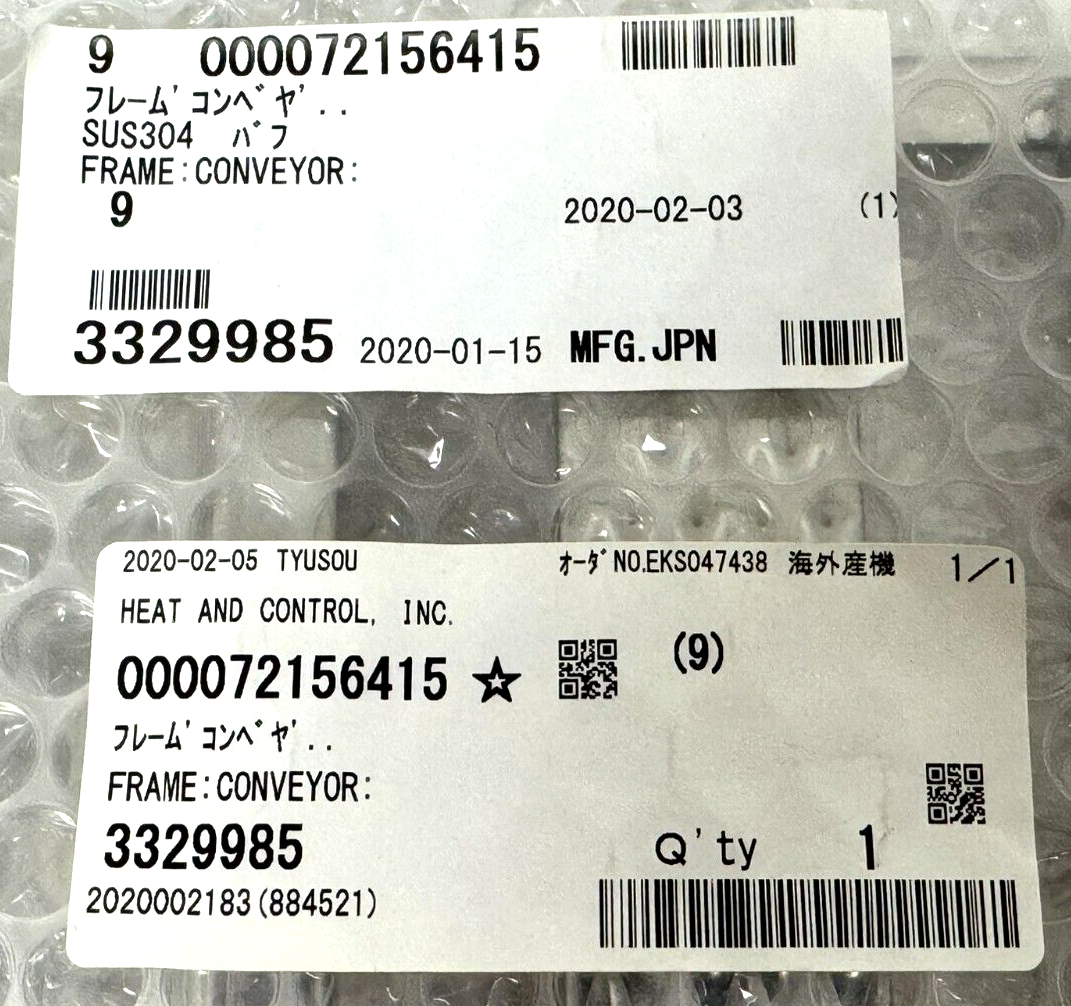 9 000072156415
フレーム' コンベヤ'..
SUS304 バフ
FRAME:CONVEYOR:
9 2020-02-03 (1)
3329985 2020-01-15 MFG.JPN
2020-02-05 TYUSOU オーダNO.EKS047438 海外産機 1/1
HEAT AND CONTROL, INC.
000072156415 ☆ (9)
フレーム' コンベヤ'..
FRAME:CONVEYOR:
3329985
Q'ty 1
2020002183(884521)